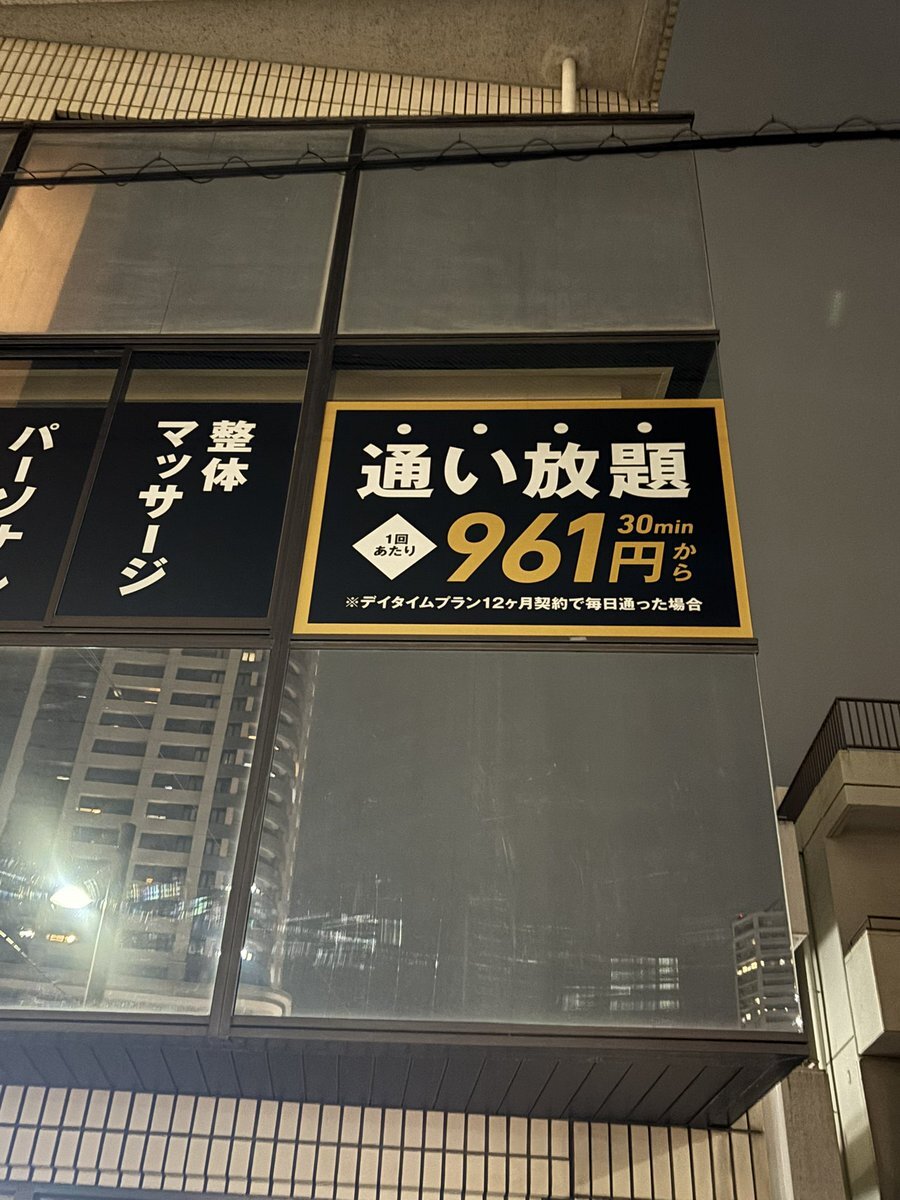 通い放題
1回
あたり
961円
30min
から
※デイタイムプラン12ヶ月契約で毎日通った場合
整体
マッサージ
パーソナル